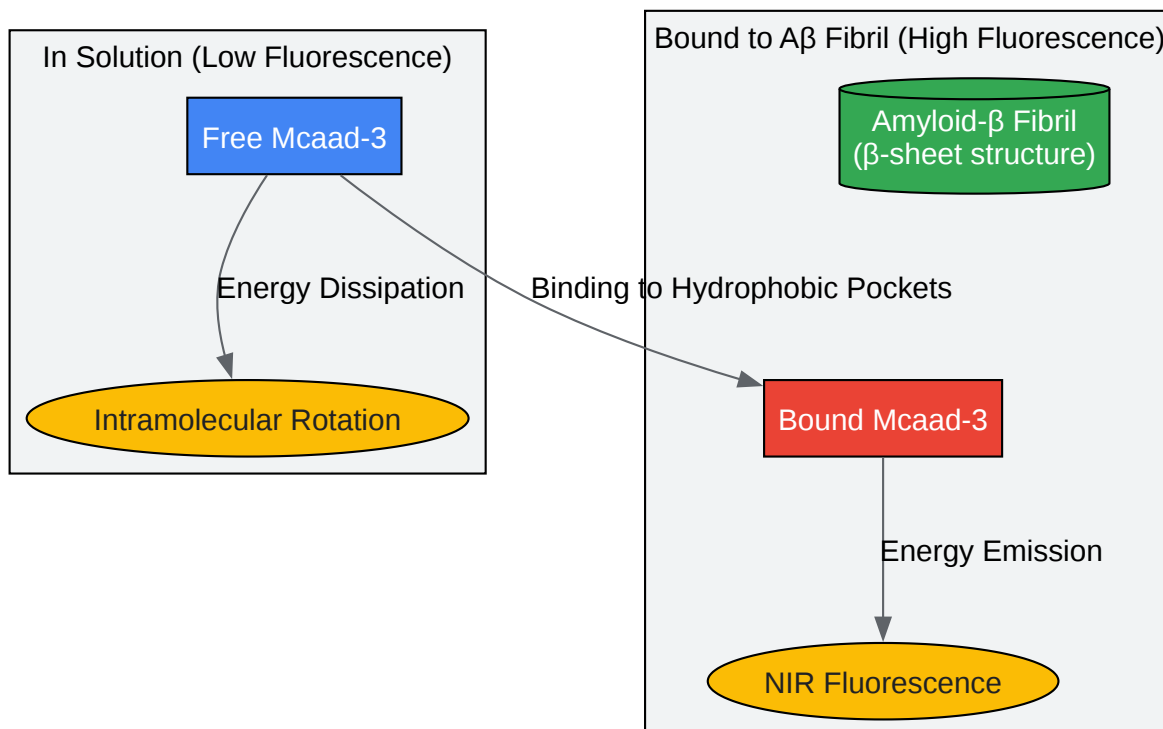 In Solution (Low Fluorescence)
Free Mcaad-3
Energy Dissipation
Intramolecular Rotation
Binding to Hydrophobic Pockets
Bound to Aβ Fibril (High Fluorescence)
Amyloid-β Fibril
(β-sheet structure)
Bound Mcaad-3
Energy Emission
NIR Fluorescence